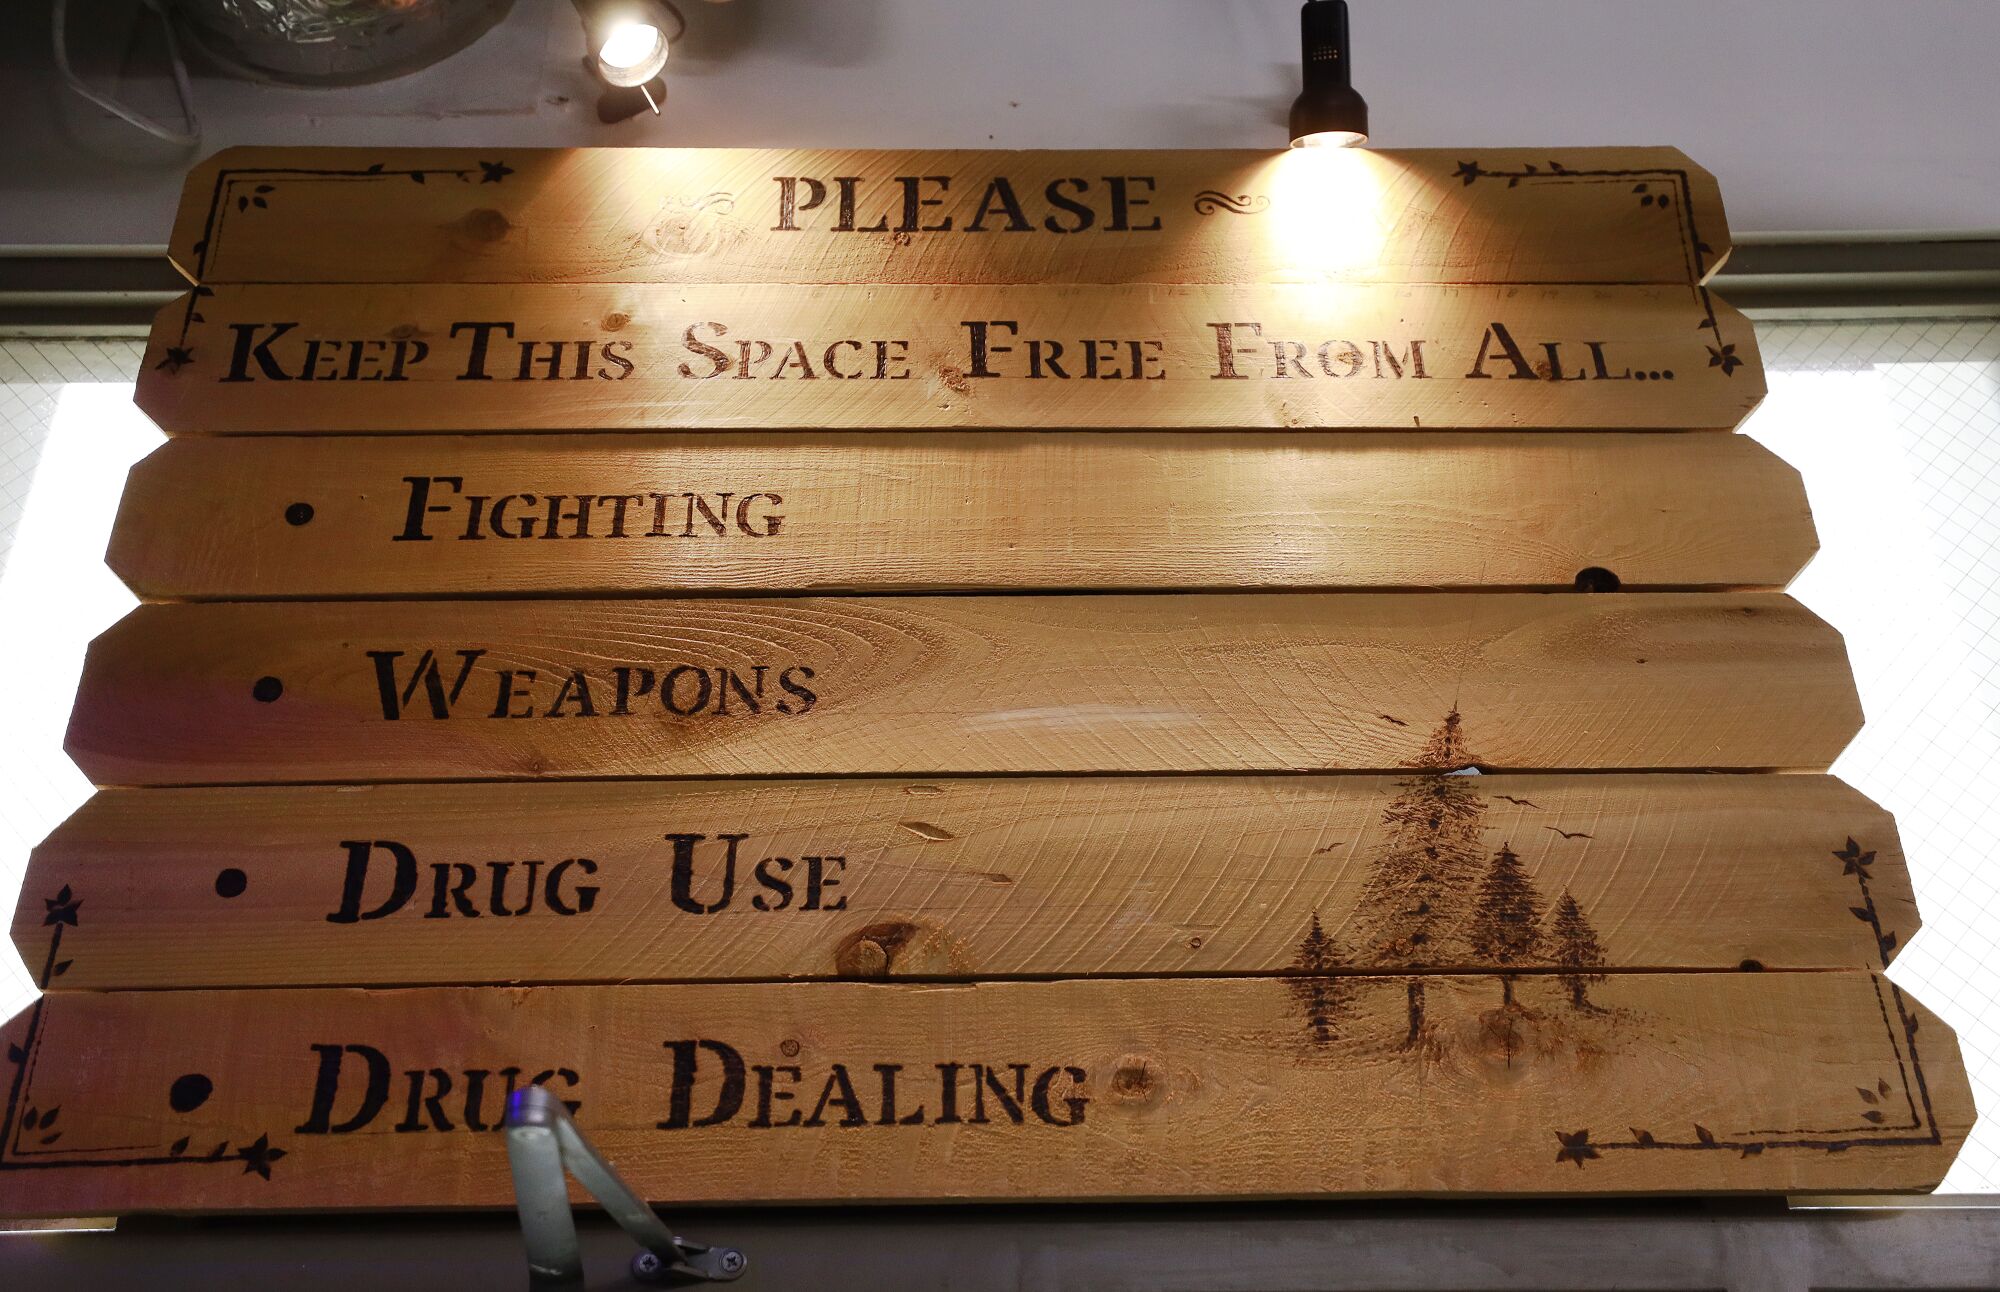 PLEASE
KEEP THIS SPACE FREE FROM ALL...
• FIGHTING
• WEAPONS
• DRUG USE
• DRUG DEALING